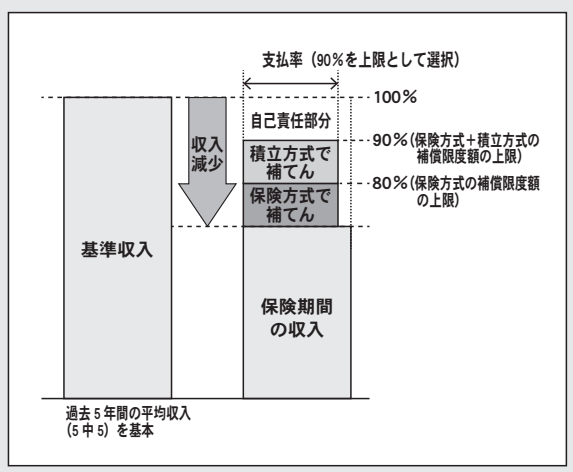 支払率（90％を上限として選択）
100％
自己責任部分
収入
減少
90％(保険方式＋積立方式の
補償限度額の上限)
積立方式で
補てん
80％(保険方式の補償限度額
の上限)
保険方式で
補てん
基準収入
保険期間
の収入
過去5年間の平均収入
（5中5）を基本